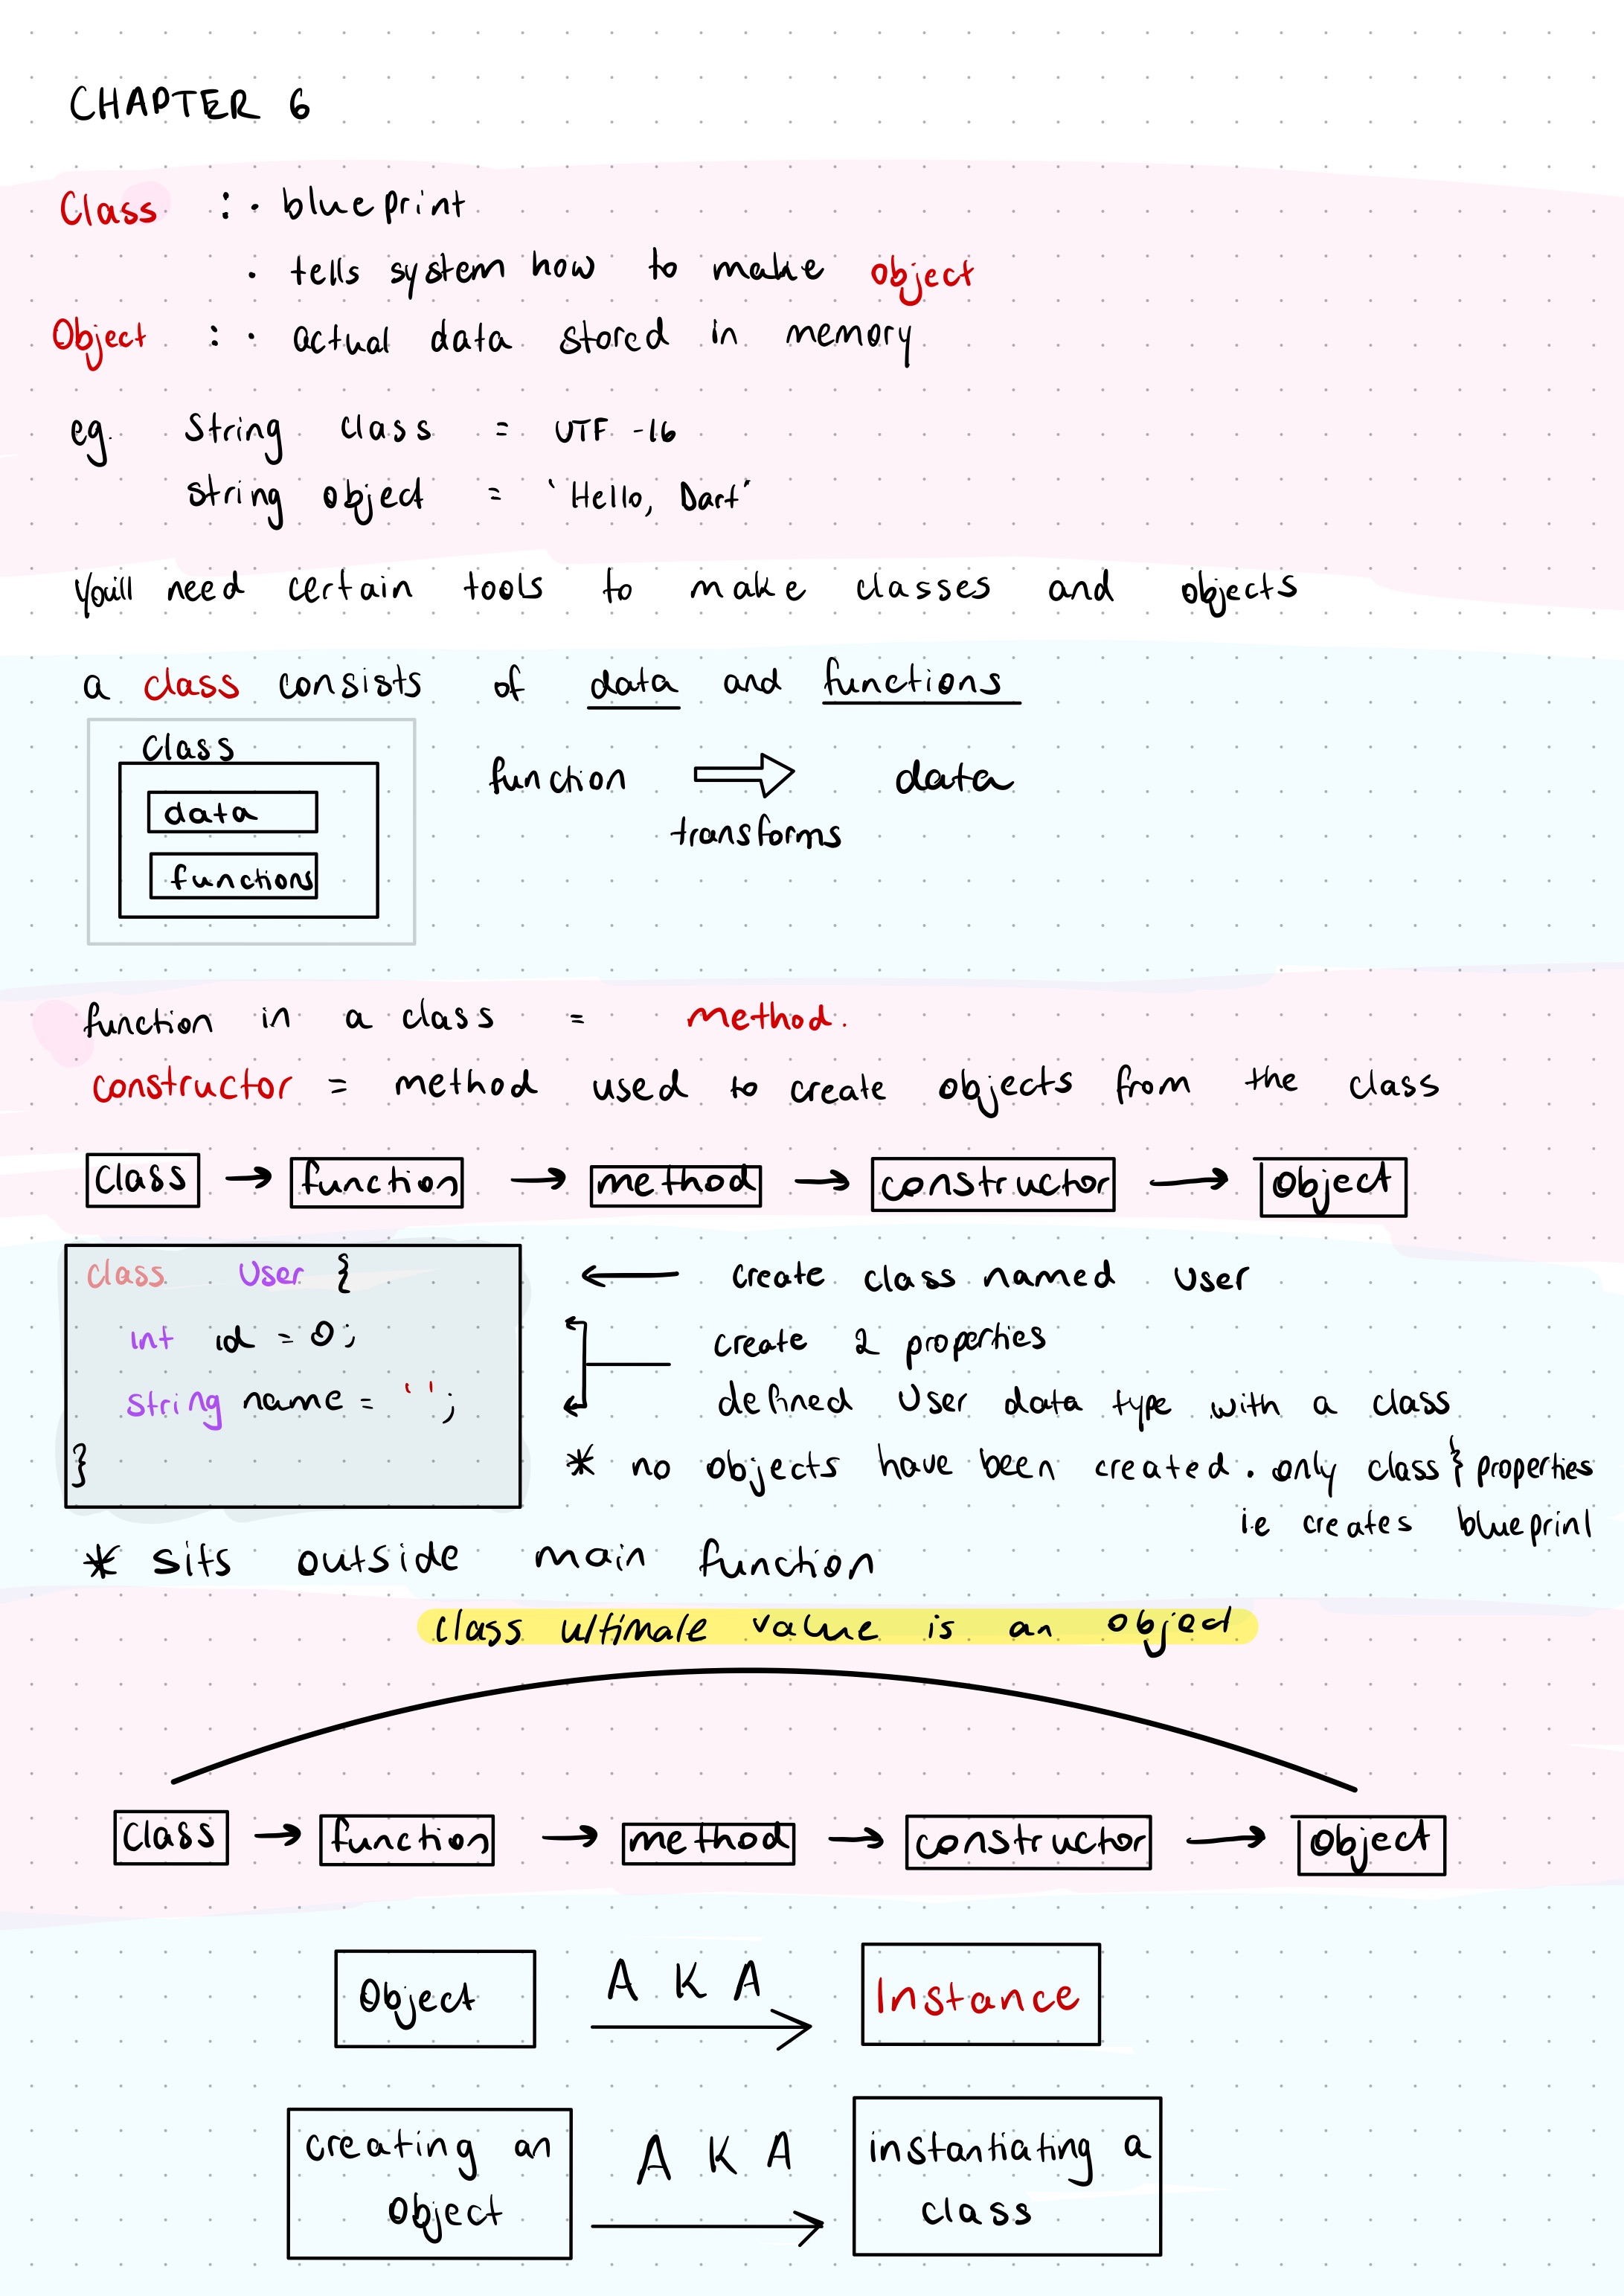 CHAPTER 6
Class : · blueprint
· tells system how to make object
Object : · actual data stored in memory
eg. String class = UTF-16
String object = 'Hello, Dart'
You'll need certain tools to make classes and objects
a class consists of data and functions
Class
data
functions
function ⇒ data
transforms
function in a class = method.
constructor = method used to create objects from the class
Class → function → method → constructor → object
class User {
int id = 0;
string name = '';
}
← create class named User
create 2 properties
defined User data type with a class
* no objects have been created. only class & properties
i.e creates blueprint
* sits outside main function
class ultimate value is an object
Class → function → method → constructor → object
Object AKA → Instance
creating an object AKA → instantiating a class